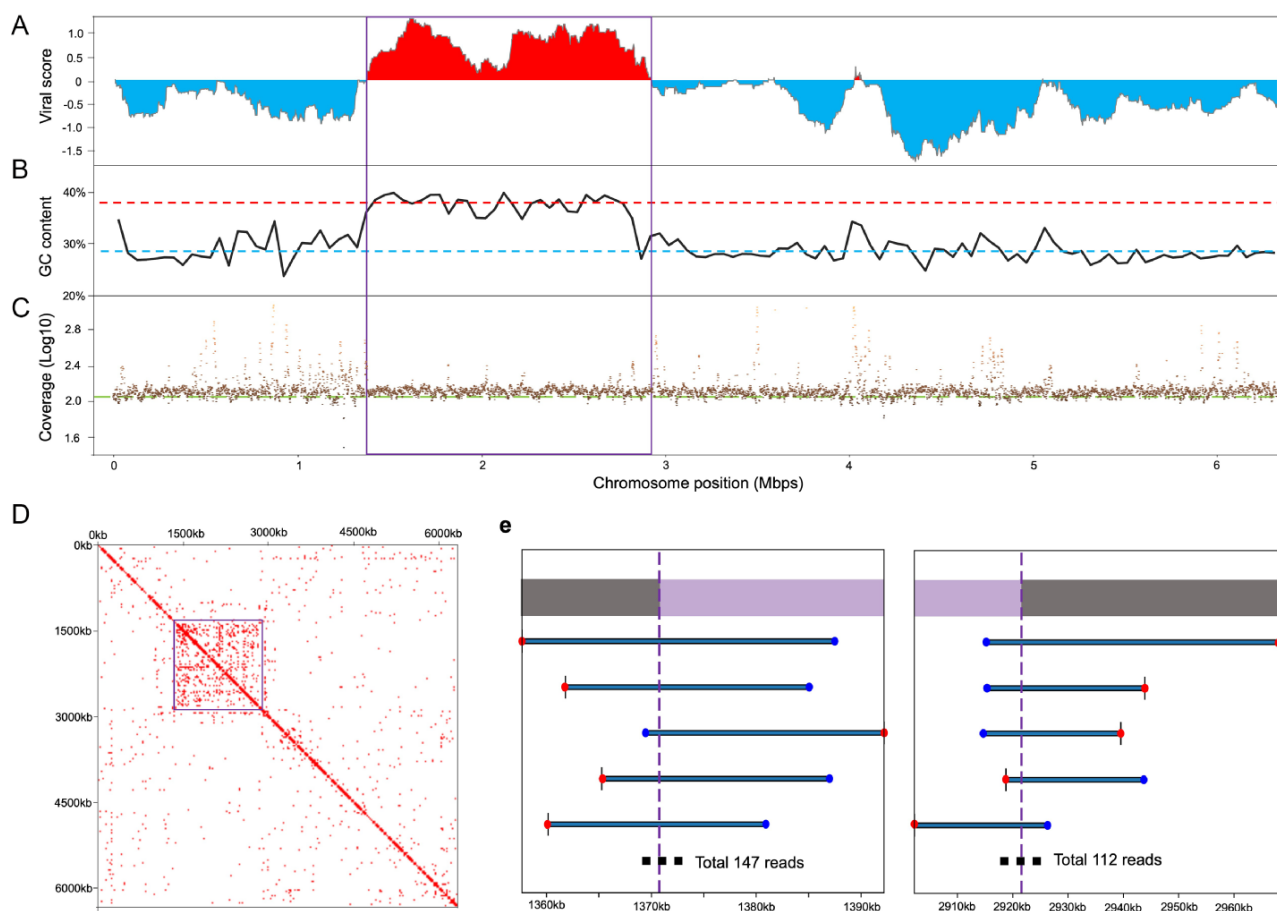 A
Viral score
1.0
0.5
0
-0.5
-1.0
-1.5
B
GC content
40%
30%
20%
C
Coverage (Log10)
2.8
2.4
2.0
1.6
0 1 2 3 4 5 6
Chromosome position (Mbps)
D
0kb 1500kb 3000kb 4500kb 6000kb
0kb
1500kb
3000kb
4500kb
6000kb
e
Total 147 reads
1360kb 1370kb 1380kb 1390kb
Total 112 reads
2910kb 2920kb 2930kb 2940kb 2950kb 2960kb